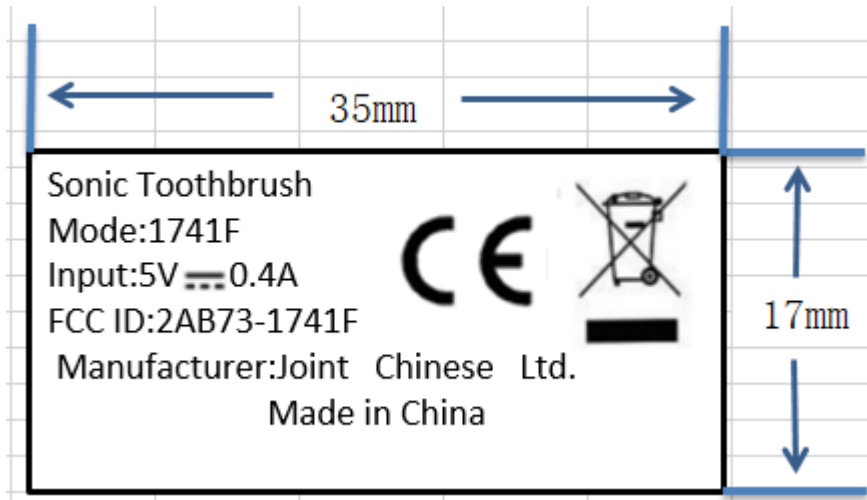 35mm
Sonic Toothbrush
Mode:1741F
Input:5V⎓0.4A
FCC ID:2AB73-1741F
Manufacturer:Joint Chinese Ltd.
Made in China
CE
17mm